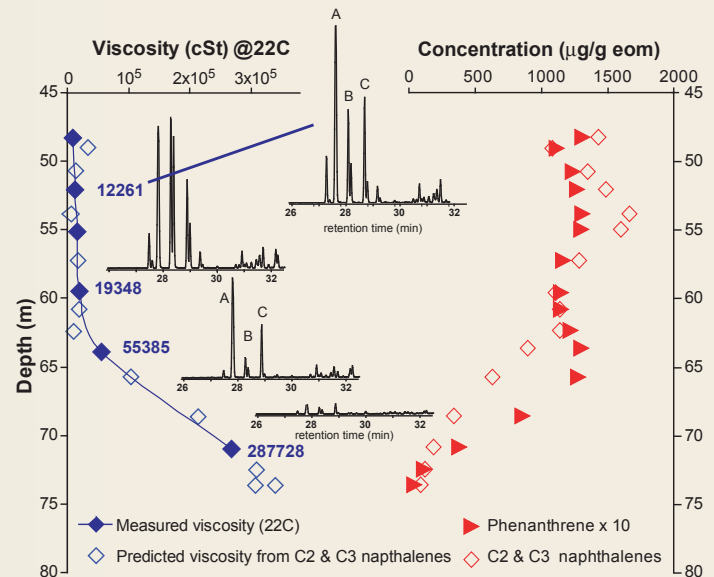 Viscosity (cSt) @22C
0 10⁵ 2x10⁵ 3x10⁵
Concentration (µg/g eom)
0 500 1000 1500 2000
Depth (m)
45
50
55
60
65
70
75
80
45
50
55
60
65
70
75
80
A
B
C
26 28 30 32
retention time (min)
12261
28 30 32
19348
A
B
C
55385
26 28 30 32
26 28 30 32
retention time (min)
287728
Measured viscosity (22C)
Predicted viscosity from C2 & C3 napthalenes
Phenanthrene x 10
C2 & C3 naphthalenes